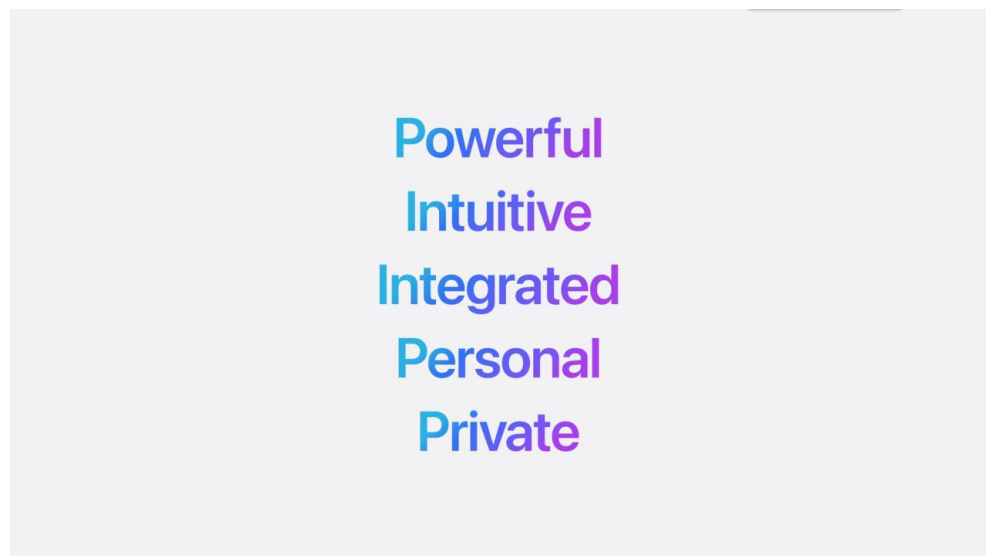 Powerful
Intuitive
Integrated
Personal
Private